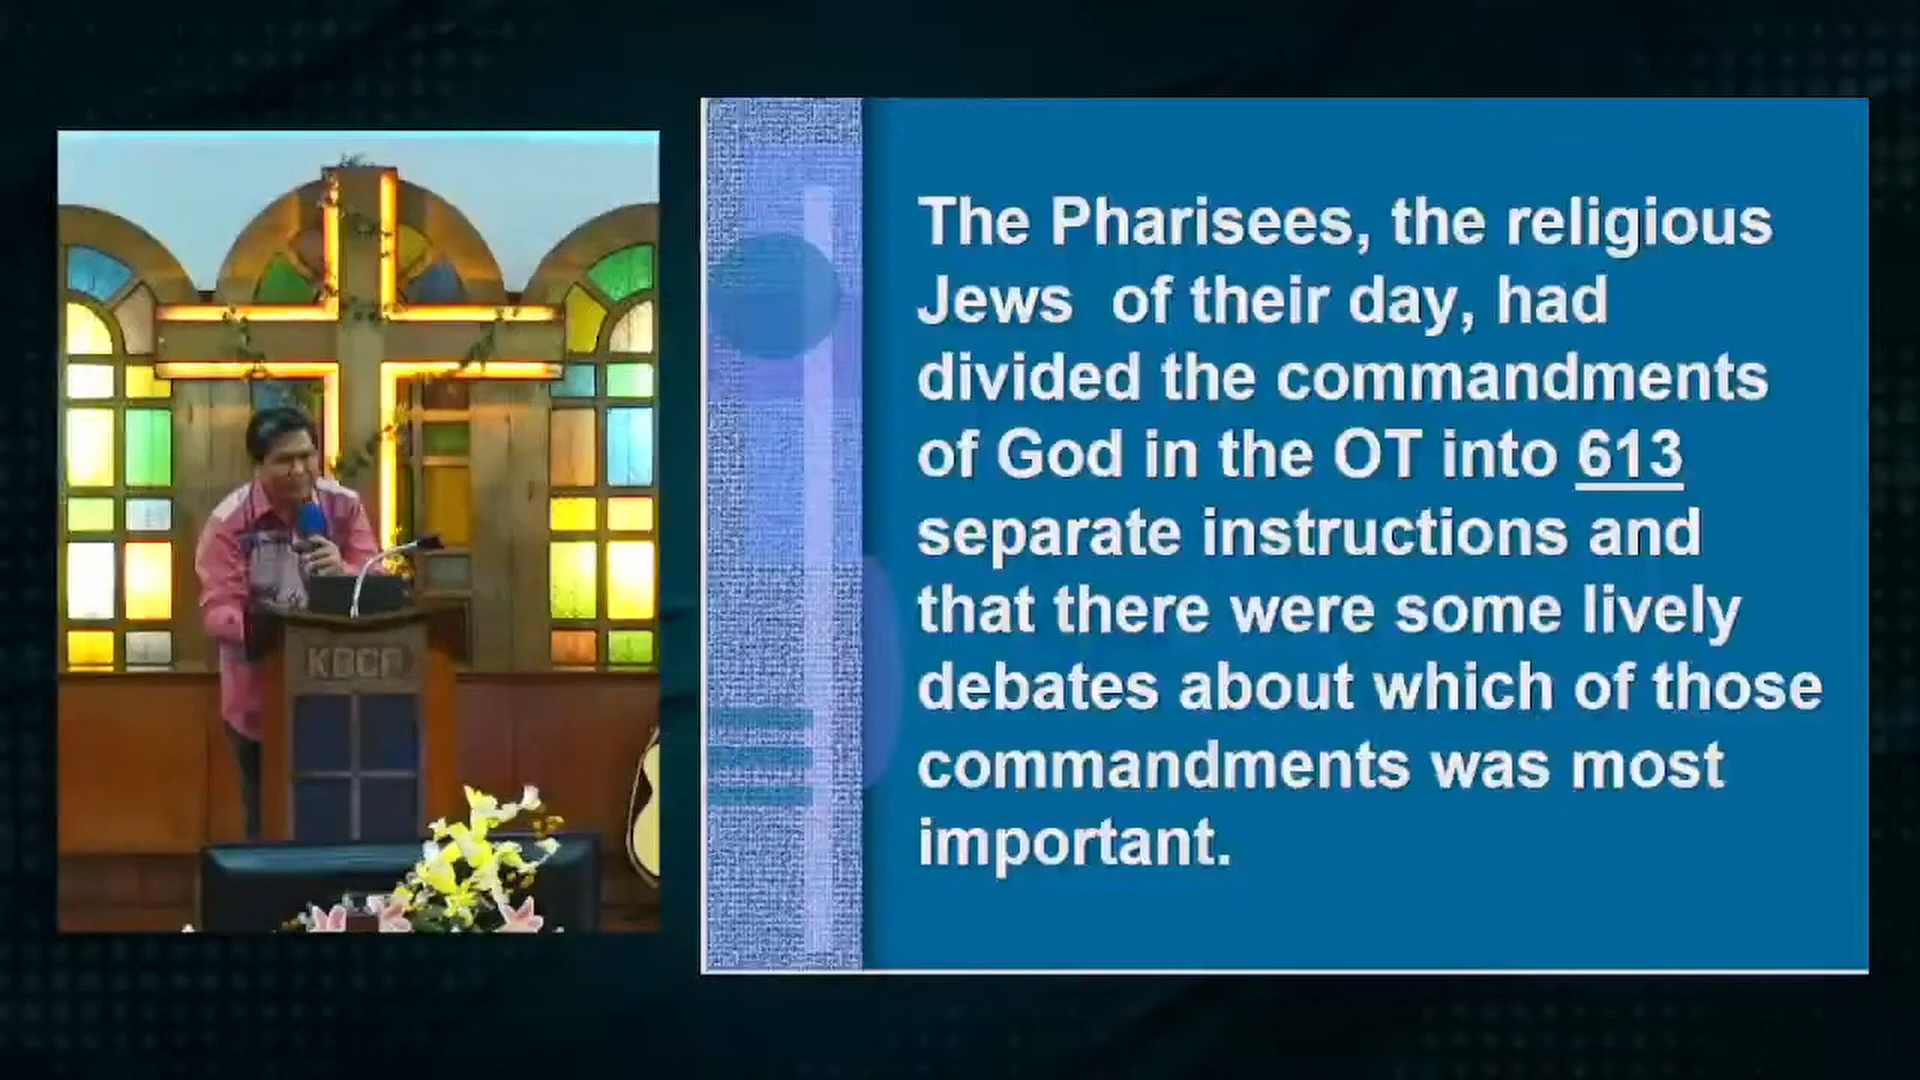 KBCF
The Pharisees, the religious
Jews  of their day, had
divided the commandments
of God in the OT into 613
separate instructions and
that there were some lively
debates about which of those
commandments was most
important.